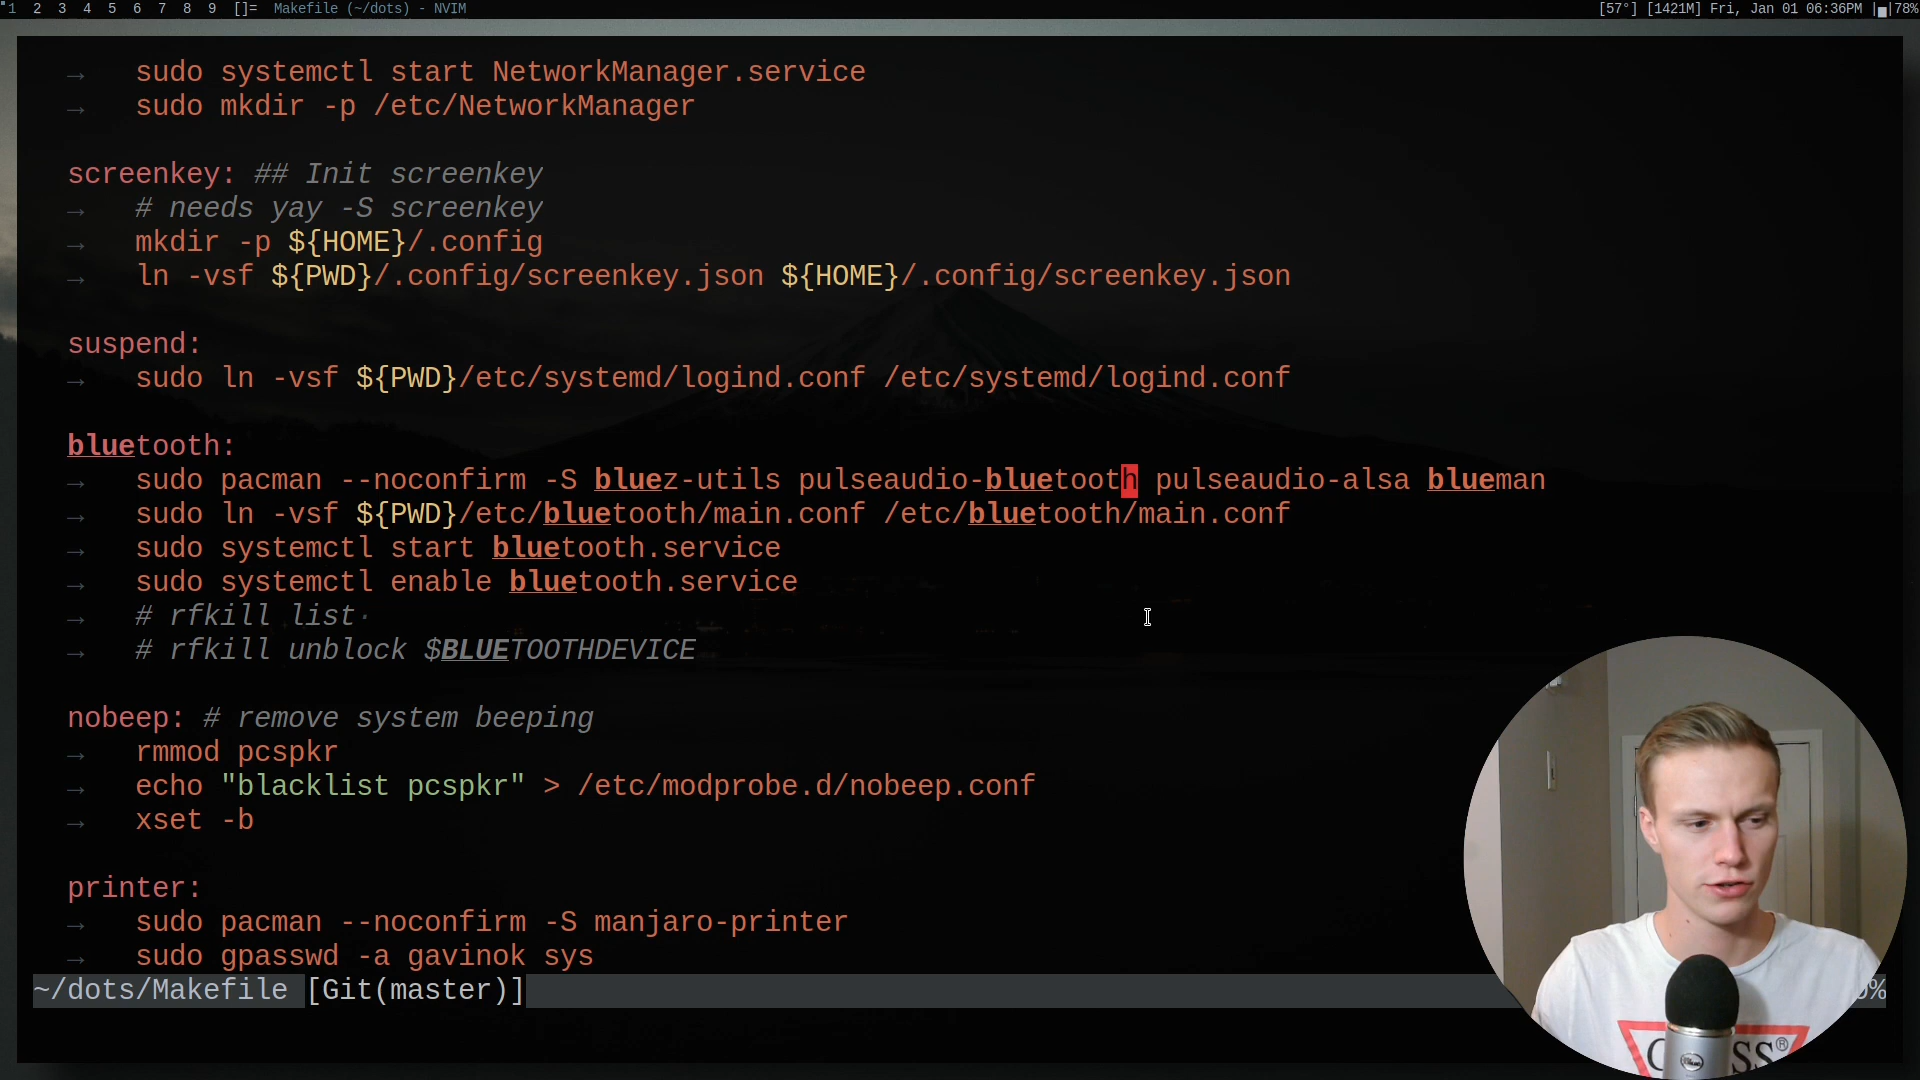 1 2 3 4 5 6 7 8 9 []= Makefile (~/dots) - NVIM [57°] [1421M] Fri, Jan 01 06:36PM | |78%
→ sudo systemctl start NetworkManager.service
→ sudo mkdir -p /etc/NetworkManager
screenkey: ## Init screenkey
→ # needs yay -S screenkey
→ mkdir -p ${HOME}/.config
→ ln -vsf ${PWD}/.config/screenkey.json ${HOME}/.config/screenkey.json
suspend:
→ sudo ln -vsf ${PWD}/etc/systemd/logind.conf /etc/systemd/logind.conf
bluetooth:
→ sudo pacman --noconfirm -S bluez-utils pulseaudio-bluetooth pulseaudio-alsa blueman
→ sudo ln -vsf ${PWD}/etc/bluetooth/main.conf /etc/bluetooth/main.conf
→ sudo systemctl start bluetooth.service
→ sudo systemctl enable bluetooth.service
→ # rfkill list·
→ # rfkill unblock $BLUETOOTHDEVICE
nobeep: # remove system beeping
→ rmmod pcspkr
→ echo "blacklist pcspkr" > /etc/modprobe.d/nobeep.conf
→ xset -b
printer:
→ sudo pacman --noconfirm -S manjaro-printer
→ sudo gpasswd -a gavinok sys
~/dots/Makefile [Git(master)]